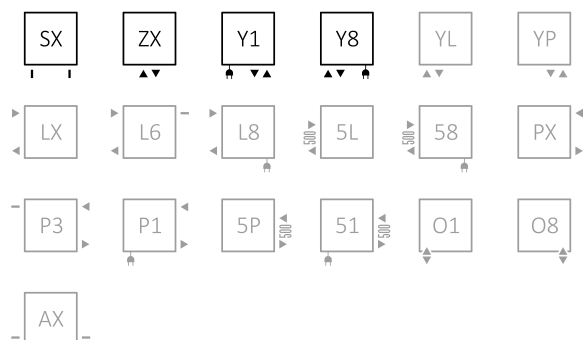 SX ZX Y1 Y8 YL YP
LX L6 L8 500 5L 500 58 PX
P3 P1 5P 500 51 500 O1 O8
AX